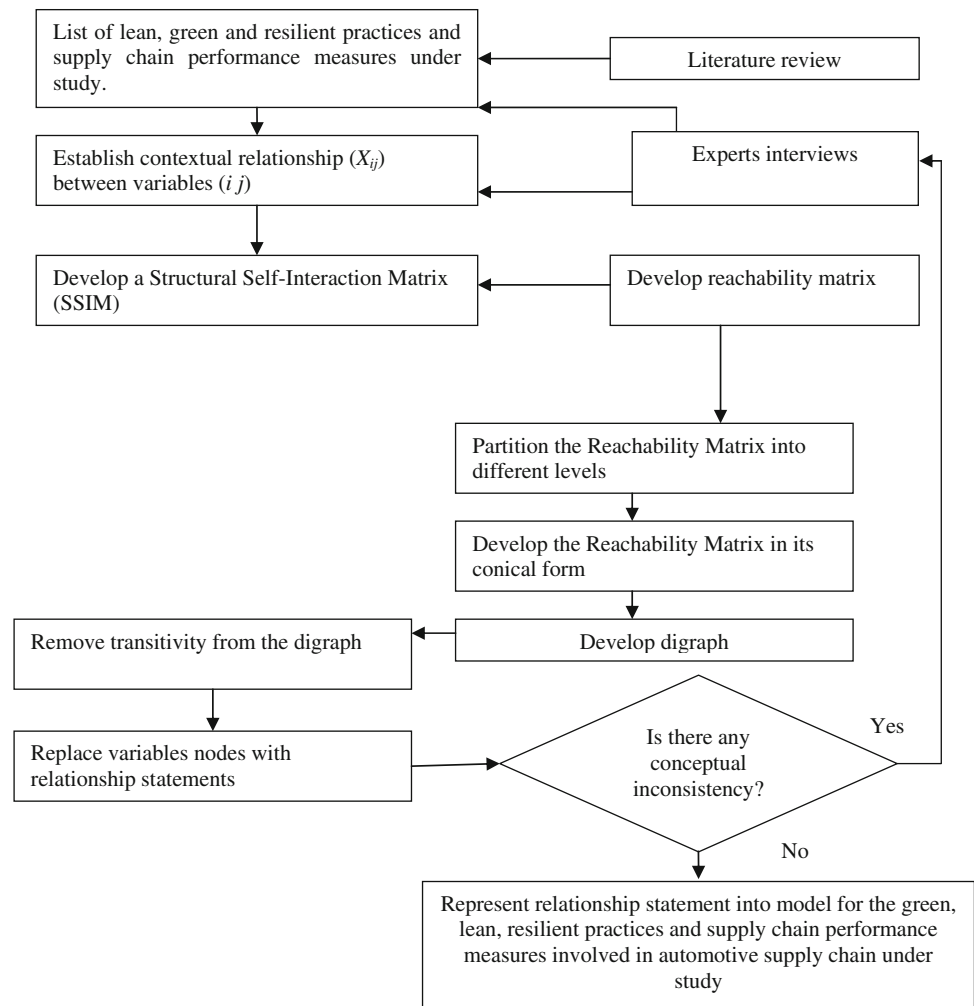 List of lean, green and resilient practices and
supply chain performance measures under
study.
Literature review
Establish contextual relationship (Xij)
between variables (i j)
Experts interviews
Develop a Structural Self-Interaction Matrix
(SSIM)
Develop reachability matrix
Partition the Reachability Matrix into
different levels
Develop the Reachability Matrix in its
conical form
Develop digraph
Remove transitivity from the digraph
Replace variables nodes with
relationship statements
Is there any
conceptual
inconsistency?
Yes
No
Represent relationship statement into model for the green,
lean, resilient practices and supply chain performance
measures involved in automotive supply chain under
study